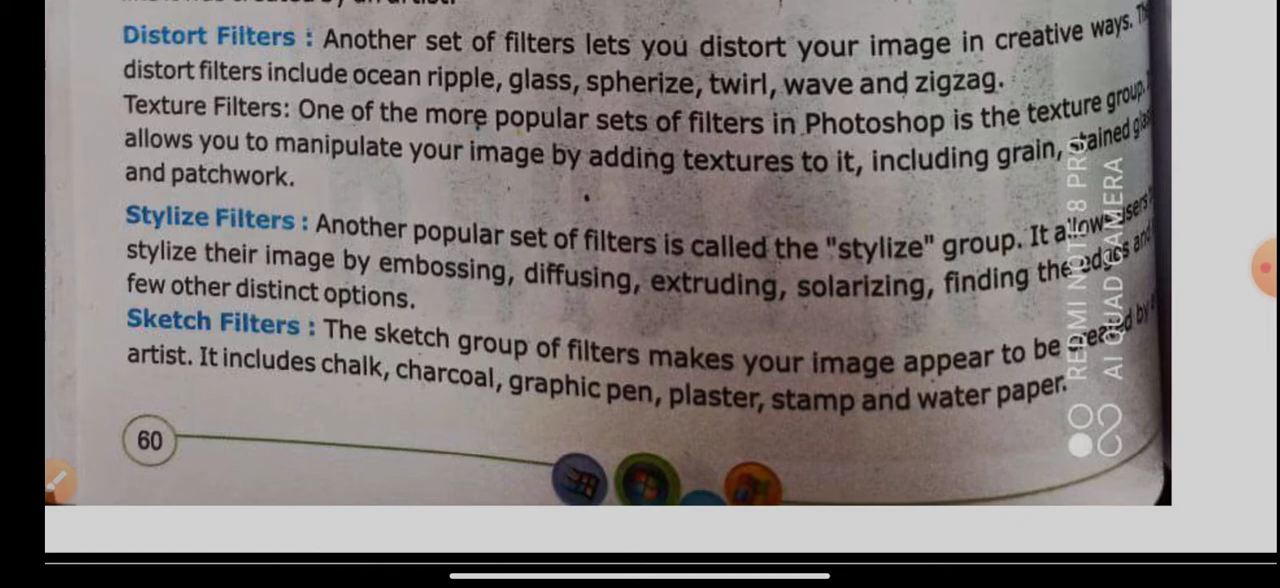 Distort Filters : Another set of filters lets you distort your image in creative ways.
distort filters include ocean ripple, glass, spherize, twirl, wave and zigzag.
Texture Filters: One of the more popular sets of filters in Photoshop is the texture group.
allows you to manipulate your image by adding textures to it, including grain, stained
and patchwork.
Stylize Filters : Another popular set of filters is called the "stylize" group. It allows users
stylize their image by embossing, diffusing, extruding, solarizing, finding the edges and
few other distinct options.
Sketch Filters : The sketch group of filters makes your image appear to be created by
artist. It includes chalk, charcoal, graphic pen, plaster, stamp and water paper.
60
REDMI NOTE 8 PRO
AI QUAD CAMERA